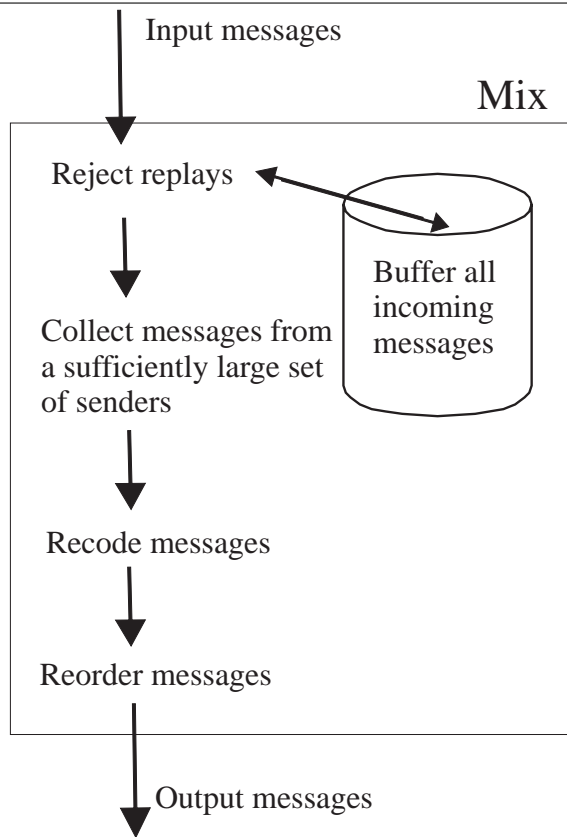 Input messages
Mix
Reject replays
Buffer all
incoming
messages
Collect messages from
a sufficiently large set
of senders
Recode messages
Reorder messages
Output messages